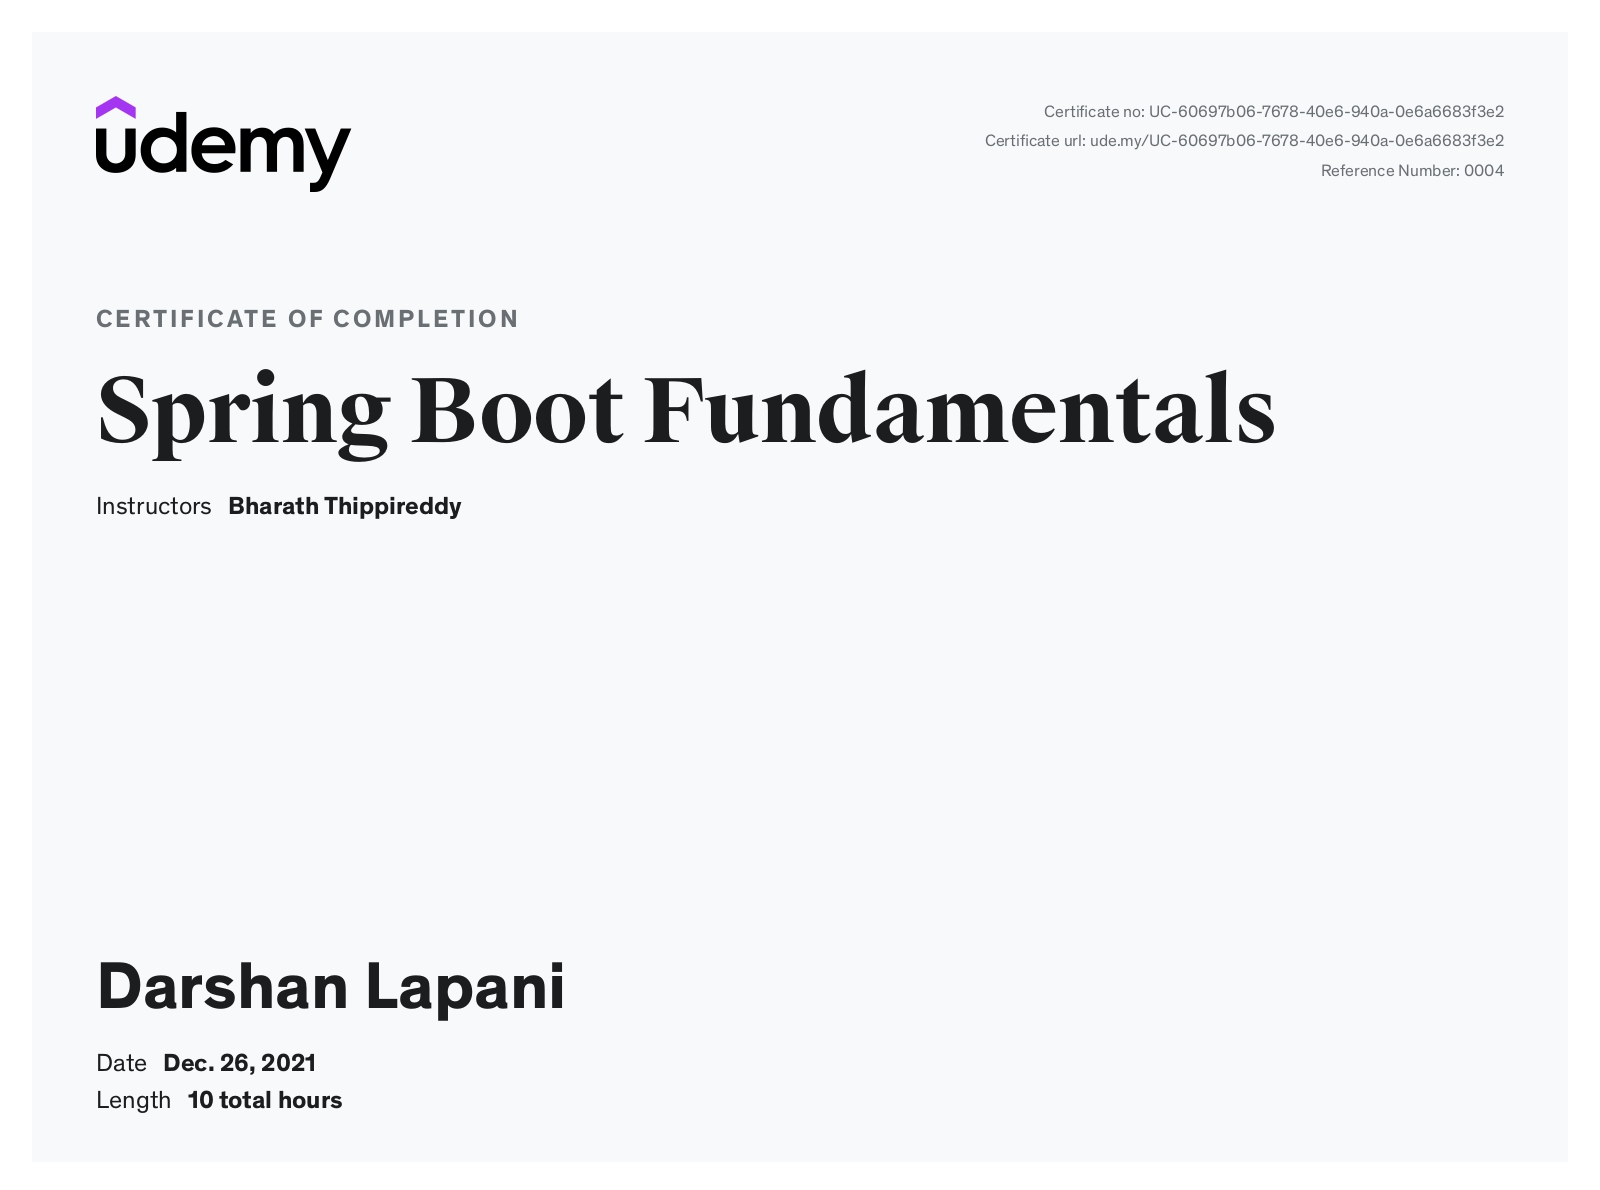 udemy
Certificate no: UC-60697b06-7678-40e6-940a-0e6a6683f3e2
Certificate url: ude.my/UC-60697b06-7678-40e6-940a-0e6a6683f3e2
Reference Number: 0004
CERTIFICATE OF COMPLETION
Spring Boot Fundamentals
Instructors Bharath Thippireddy
Darshan Lapani
Date Dec. 26, 2021
Length 10 total hours